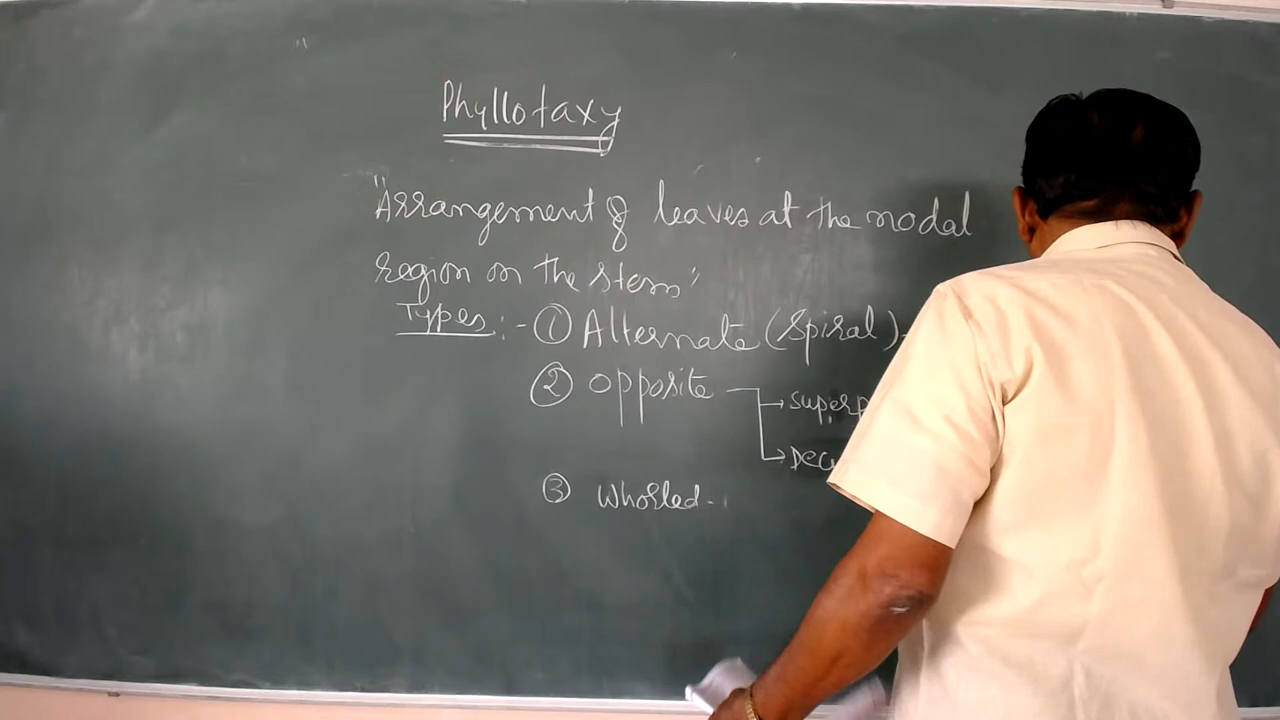 Phyllotaxy
"Arrangement of leaves at the nodal
region on the stem"
Types :- ① Alternate (spiral) -
② opposite
→ superp
→ Dec
③ whorled -